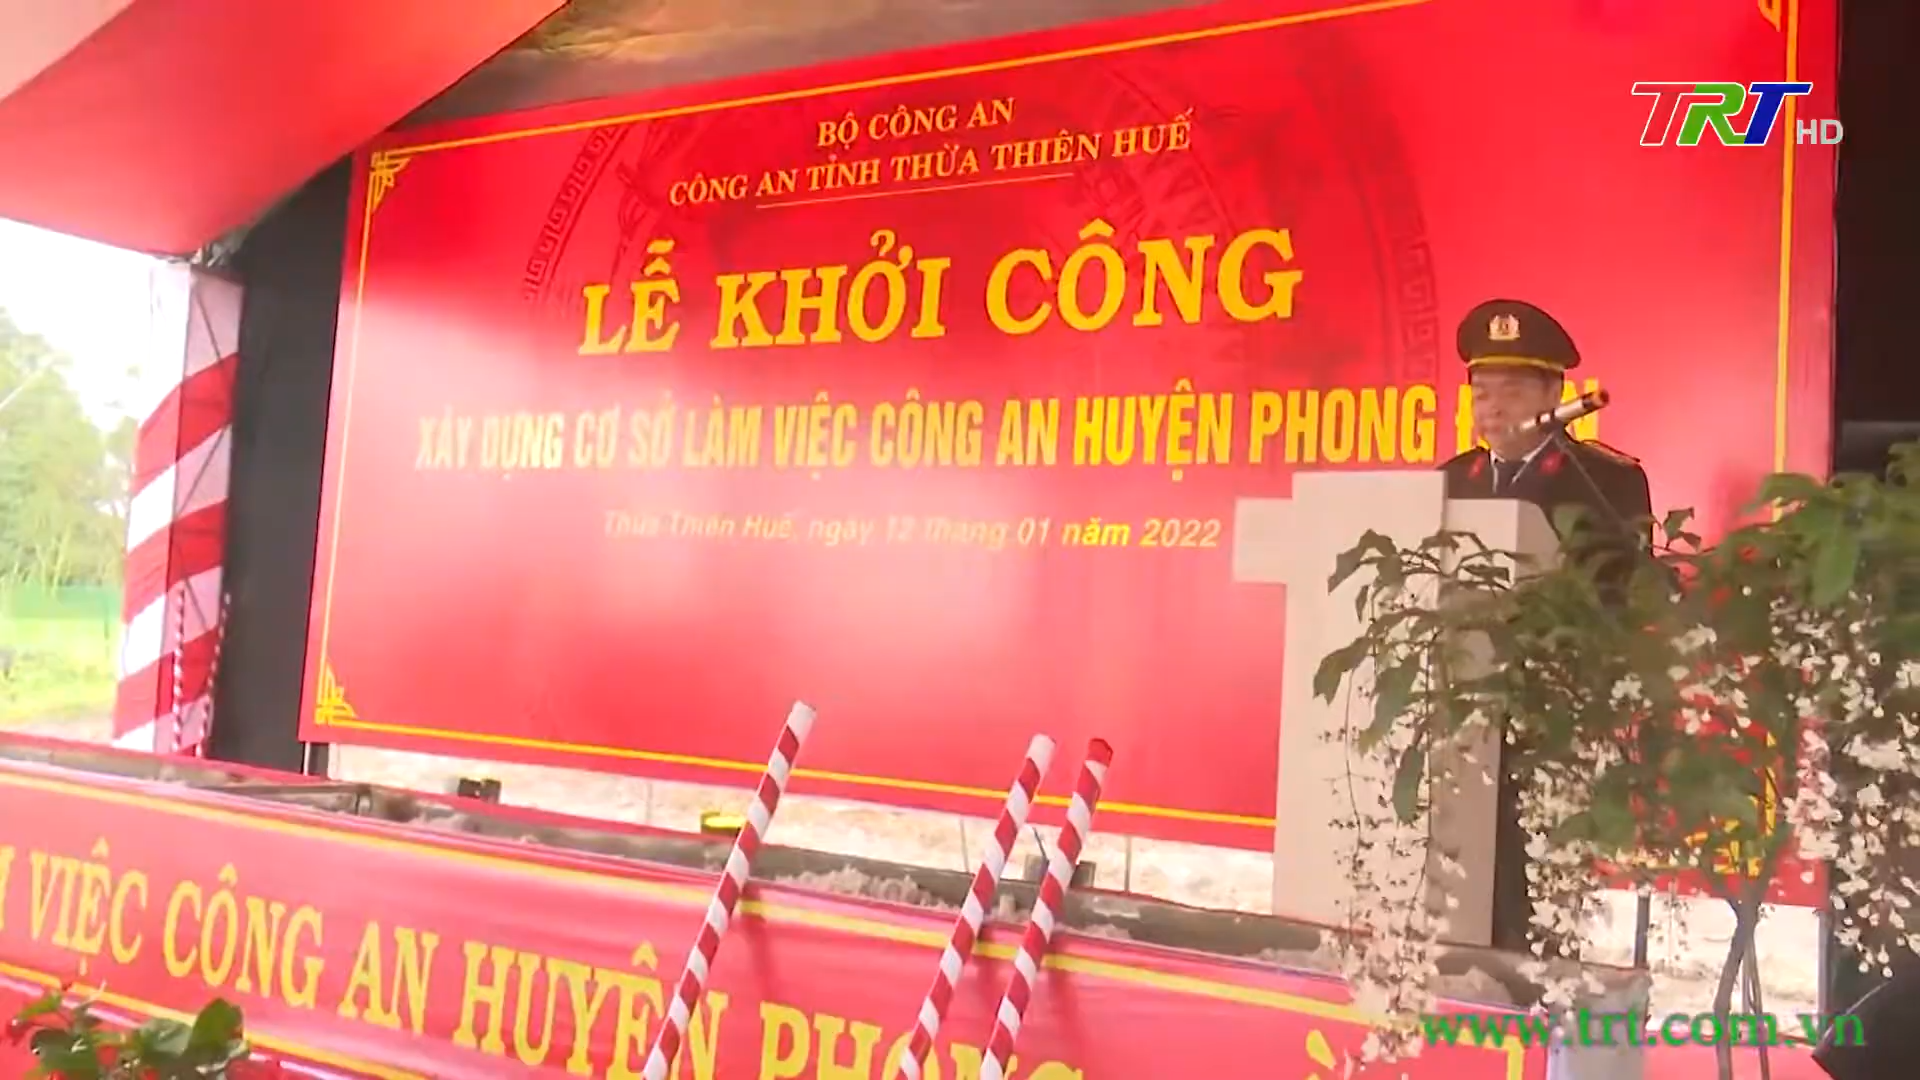 TRT HD
BỘ CÔNG AN
CÔNG AN TỈNH THỪA THIÊN HUẾ
LỄ KHỞI CÔNG
XÂY DỰNG CƠ SỞ LÀM VIỆC CÔNG AN HUYỆN PHONG
Thừa Thiên Huế, ngày 12 tháng 01 năm 2022
VIỆC CÔNG AN HUYỆN PHONG
www.trt.com.vn